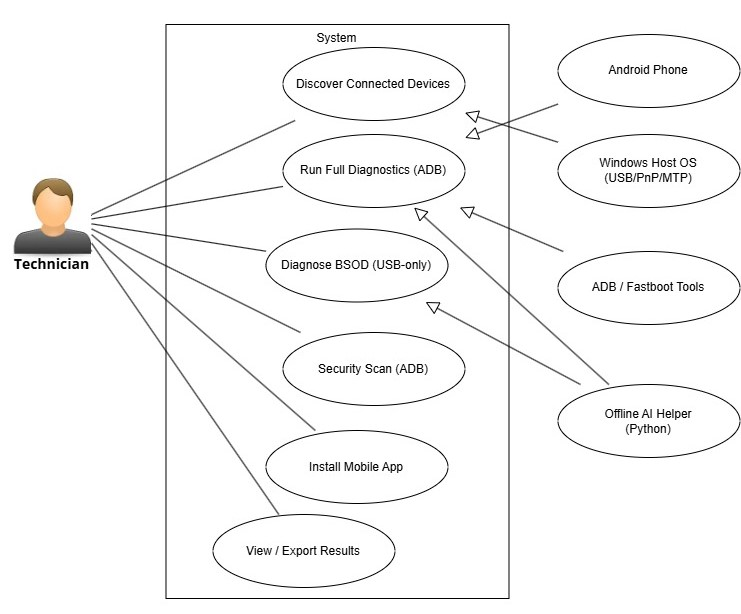 System
Discover Connected Devices
Android Phone
Run Full Diagnostics (ADB)
Windows Host OS
(USB/PnP/MTP)
Technician
Diagnose BSOD (USB-only)
ADB / Fastboot Tools
Security Scan (ADB)
Offline AI Helper
(Python)
Install Mobile App
View / Export Results